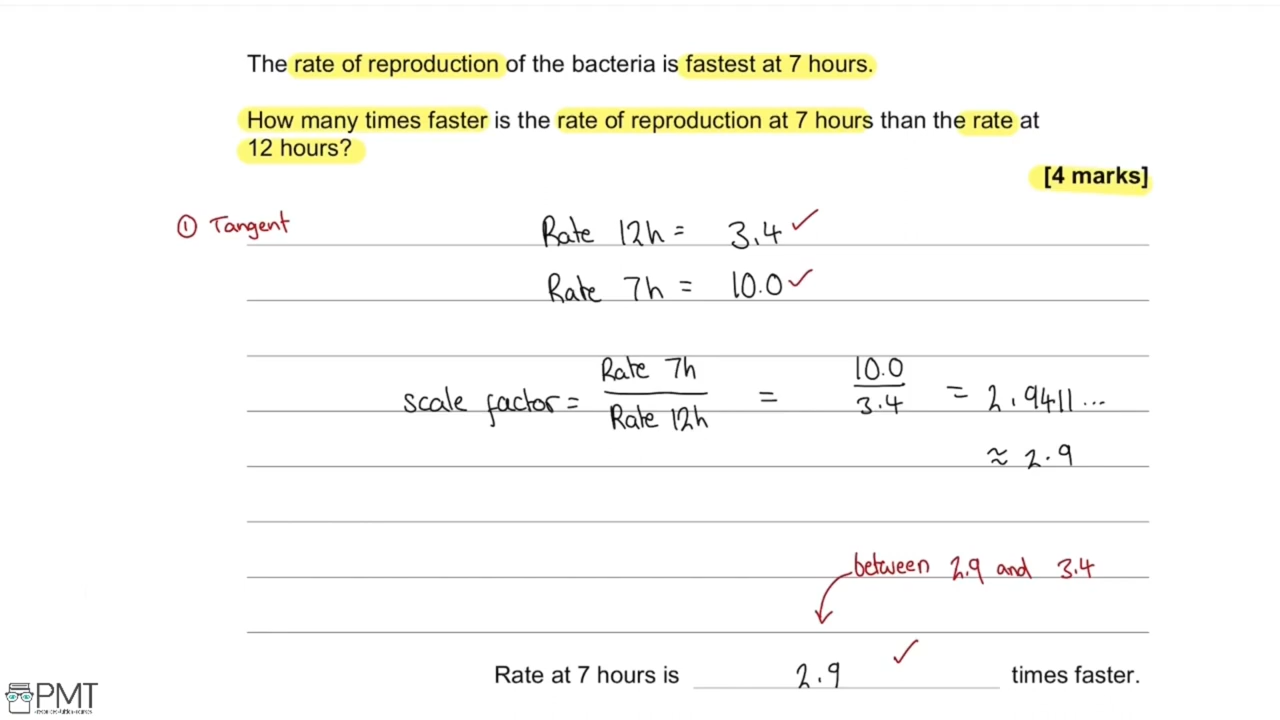 The rate of reproduction of the bacteria is fastest at 7 hours.
How many times faster is the rate of reproduction at 7 hours than the rate at
12 hours?
[4 marks]
① Tangent
Rate 12h = 3.4 ✓
Rate 7h = 10.0 ✓
scale factor = Rate 7h / Rate 12h = 10.0 / 3.4 = 2.9411...
≈ 2.9
between 2.9 and 3.4
Rate at 7 hours is 2.9 ✓ times faster.
PMT